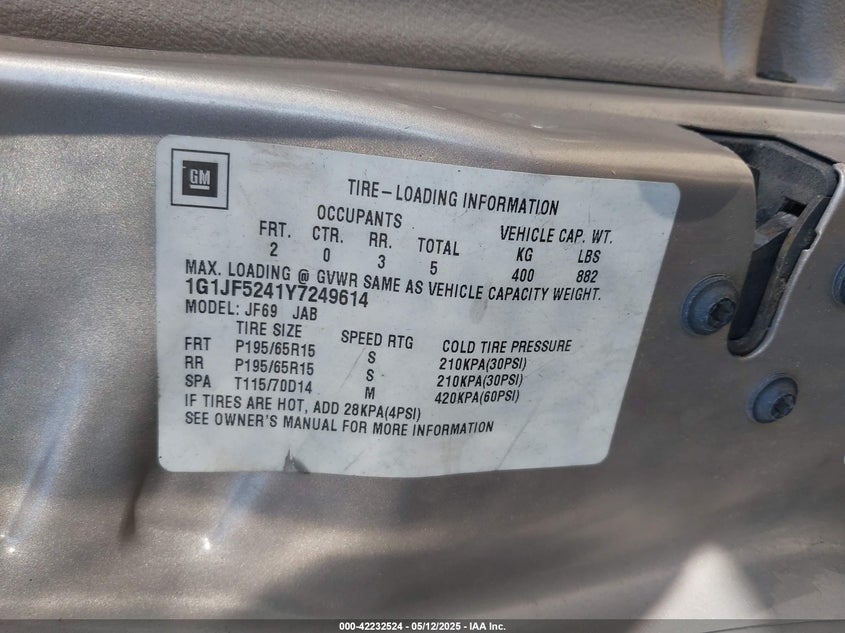 GM
TIRE-LOADING INFORMATION
OCCUPANTS VEHICLE CAP. WT.
FRT. CTR. RR. TOTAL KG LBS
2 0 3 5 400 882
MAX. LOADING @ GVWR SAME AS VEHICLE CAPACITY WEIGHT.
1G1JF5241Y7249614
MODEL: JF69 JAB
TIRE SIZE SPEED RTG COLD TIRE PRESSURE
FRT P195/65R15 S 210KPA(30PSI)
RR P195/65R15 S 210KPA(30PSI)
SPA T115/70D14 M 420KPA(60PSI)
IF TIRES ARE HOT, ADD 28KPA(4PSI)
SEE OWNER'S MANUAL FOR MORE INFORMATION
000-42232524 - 05/12/2025 - IAA Inc.